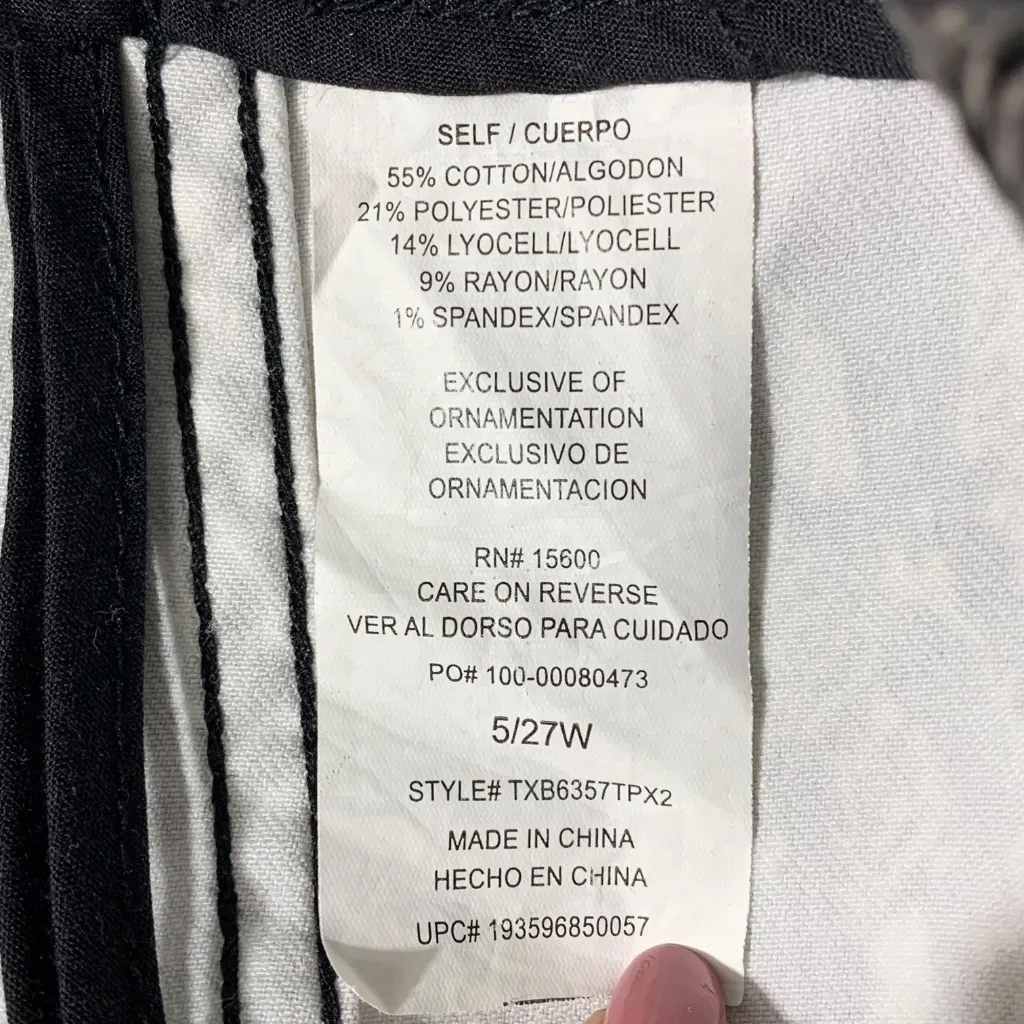 SELF / CUERPO
55% COTTON/ALGODON
21% POLYESTER/POLIESTER
14% LYOCELL/LYOCELL
9% RAYON/RAYON
1% SPANDEX/SPANDEX
EXCLUSIVE OF
ORNAMENTATION
EXCLUSIVO DE
ORNAMENTACION
RN# 15600
CARE ON REVERSE
VER AL DORSO PARA CUIDADO
PO# 100-00080473
5/27W
STYLE# TXB6357TPX2
MADE IN CHINA
HECHO EN CHINA
UPC# 193596850057